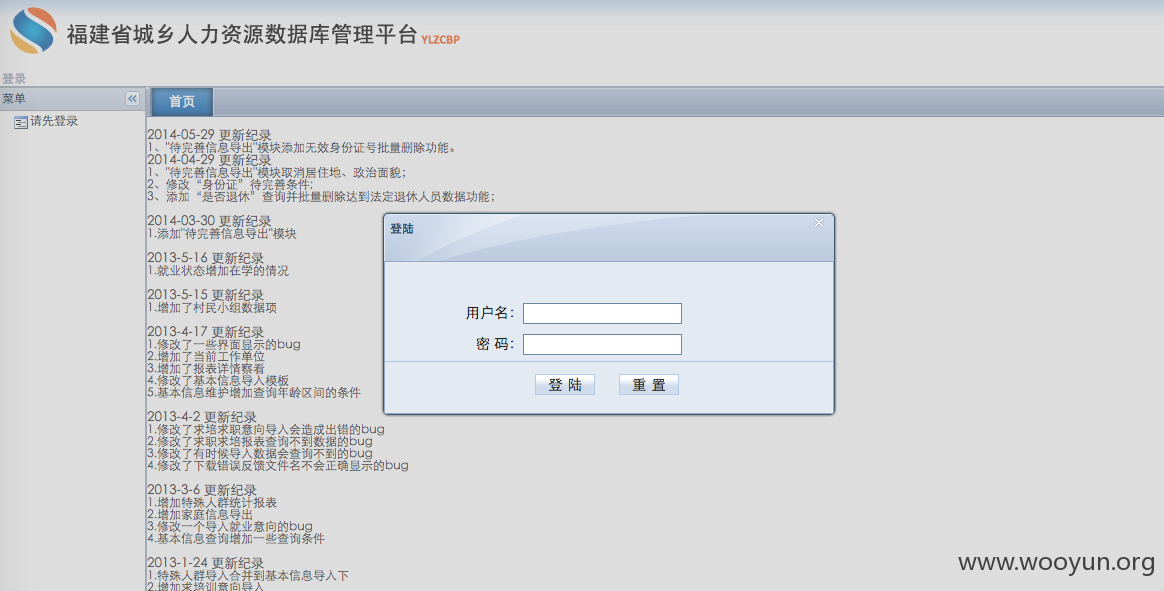 福建省城乡人力资源数据库管理平台 YLZCBP
登录
菜单
首页
请先登录
2014-05-29 更新纪录
1、"待完善信息导出"模块添加无效身份证号批量删除功能。
2014-04-29 更新纪录
1、"待完善信息导出"模块取消居住地、政治面貌；
2、修改“身份证”待完善条件；
3、添加“是否退休”查询并批量删除达到法定退休人员数据功能；
2014-03-30 更新纪录
1.添加"待完善信息导出"模块
2013-5-16 更新纪录
1.就业状态增加在学的情况
2013-5-15 更新纪录
1.增加了村民小组数据项
2013-4-17 更新纪录
1.修改了一些界面显示的bug
2.增加了当前工作单位
3.增加了报表详情察看
4.修改了基本信息导入模板
5.基本信息维护增加查询年龄区间的条件
2013-4-2 更新纪录
1.修改了求培求职意向导入会造成出错的bug
2.修改了求职求培报表查询不到数据的bug
3.修改了有时候导入数据会查询不到的bug
4.修改了下载错误反馈文件名不会正确显示的bug
2013-3-6 更新纪录
1.增加特殊人群统计报表
2.增加家庭信息导出
3.修改一个导入就业意向的bug
4.基本信息查询增加一些查询条件
2013-1-24 更新纪录
1.特殊人群导入合并到基本信息导入下
2.增加求培训意向导入
登陆
用户名：
密 码：
登 陆
重 置
www.wooyun.org